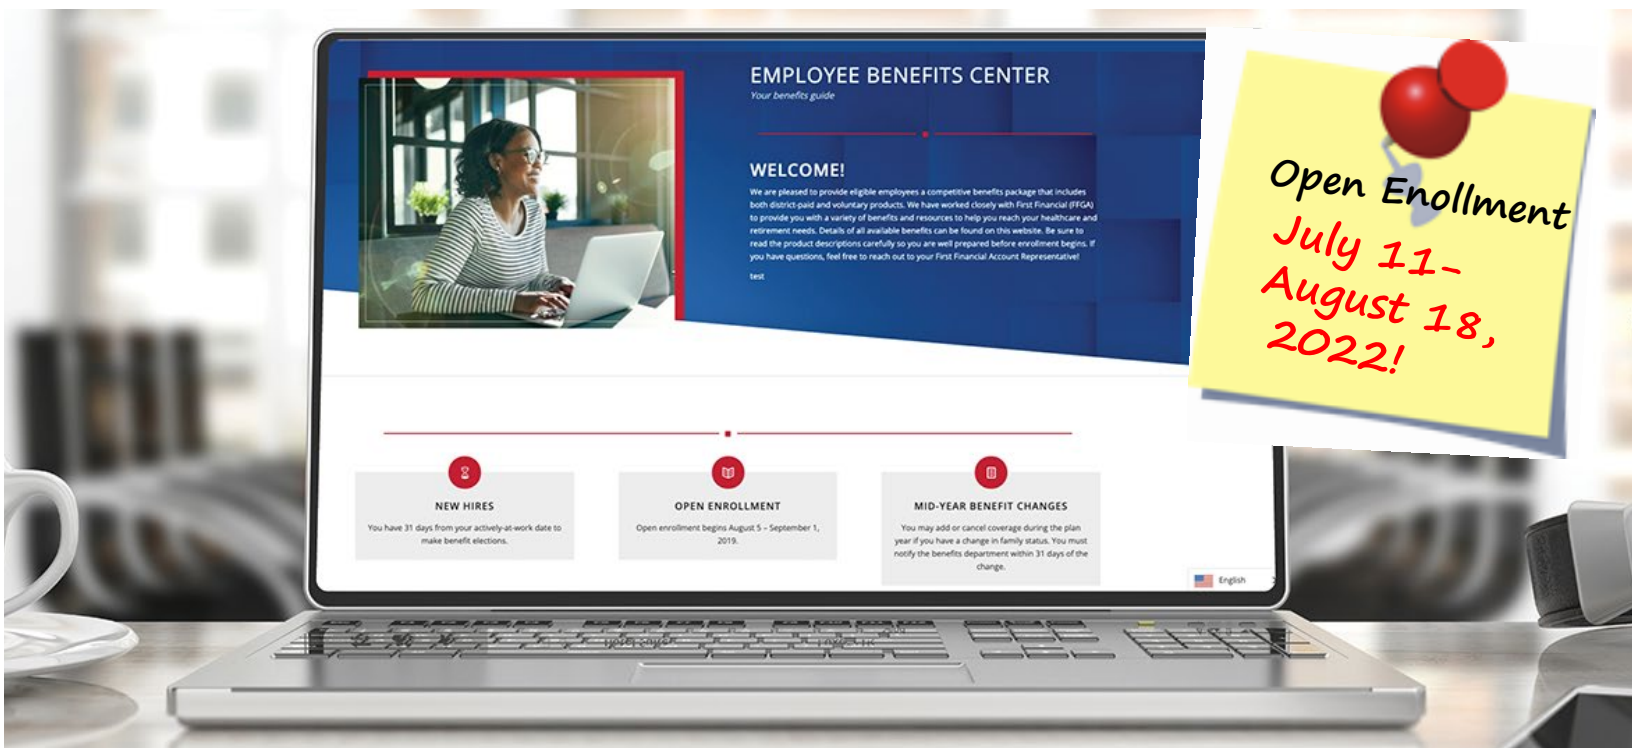 EMPLOYEE BENEFITS CENTER
Your benefits guide
WELCOME!
We are pleased to provide eligible employees a competitive benefits package that includes
both district-paid and voluntary products. We have worked closely with First Financial (FFGA)
to provide you with a variety of benefits and resources to help you reach your healthcare and
retirement needs. Details of all available benefits can be found on this website. Be sure to
read the product descriptions carefully so you are well prepared before enrollment begins. If
you have questions, feel free to reach out to your First Financial Account Representative!
test
Open Enollment
July 11-
August 18,
2022!
NEW HIRES
You have 31 days from your actively-at-work date to
make benefit elections.
OPEN ENROLLMENT
Open enrollment begins August 5 – September 1,
2019.
MID-YEAR BENEFIT CHANGES
You may add or cancel coverage during the plan
year if you have a change in family status. You must
notify the benefits department within 31 days of the
change.
English